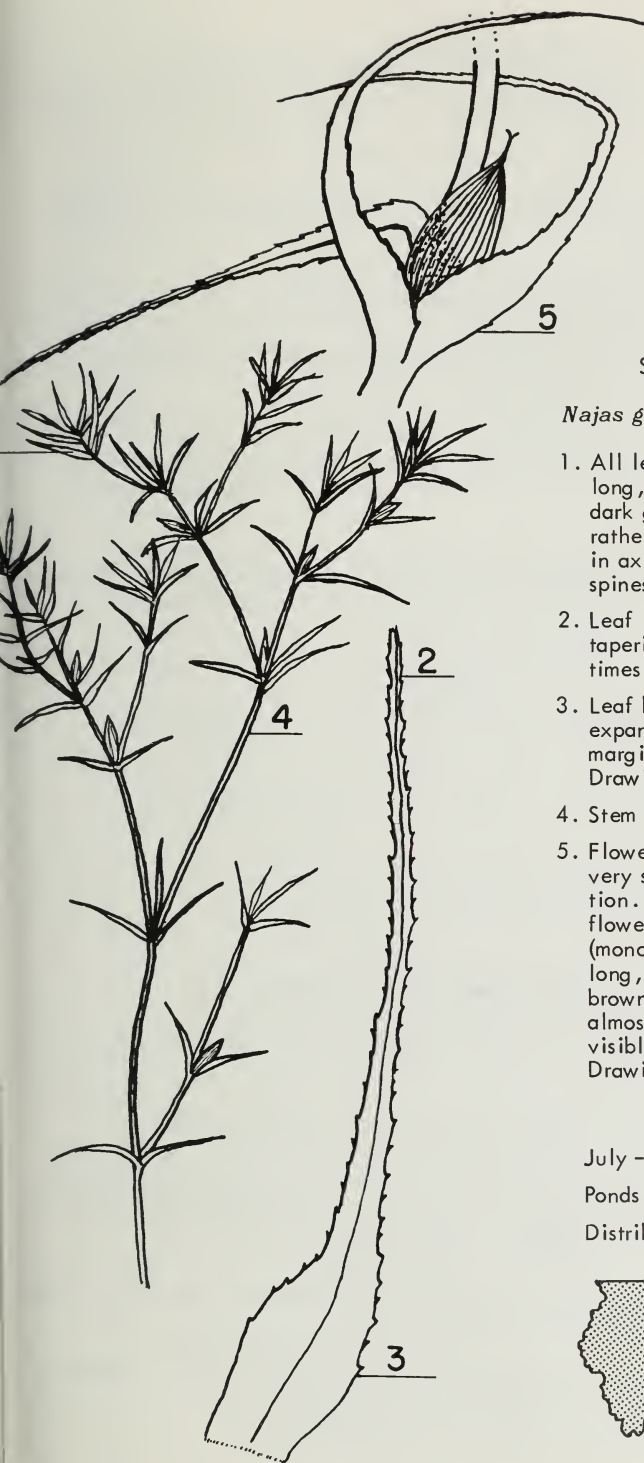 5
S
Najas g
1. All le
long,
dark
rathe
in ax
spines
2. Leaf
taperi
times
3. Leaf
expan
margi
Draw
4. Stem
5. Flowe
very s
tion.
flowe
(mono
long,
brown
almos
visibl
Drawi
2
4
3
July –
Ponds
Distril